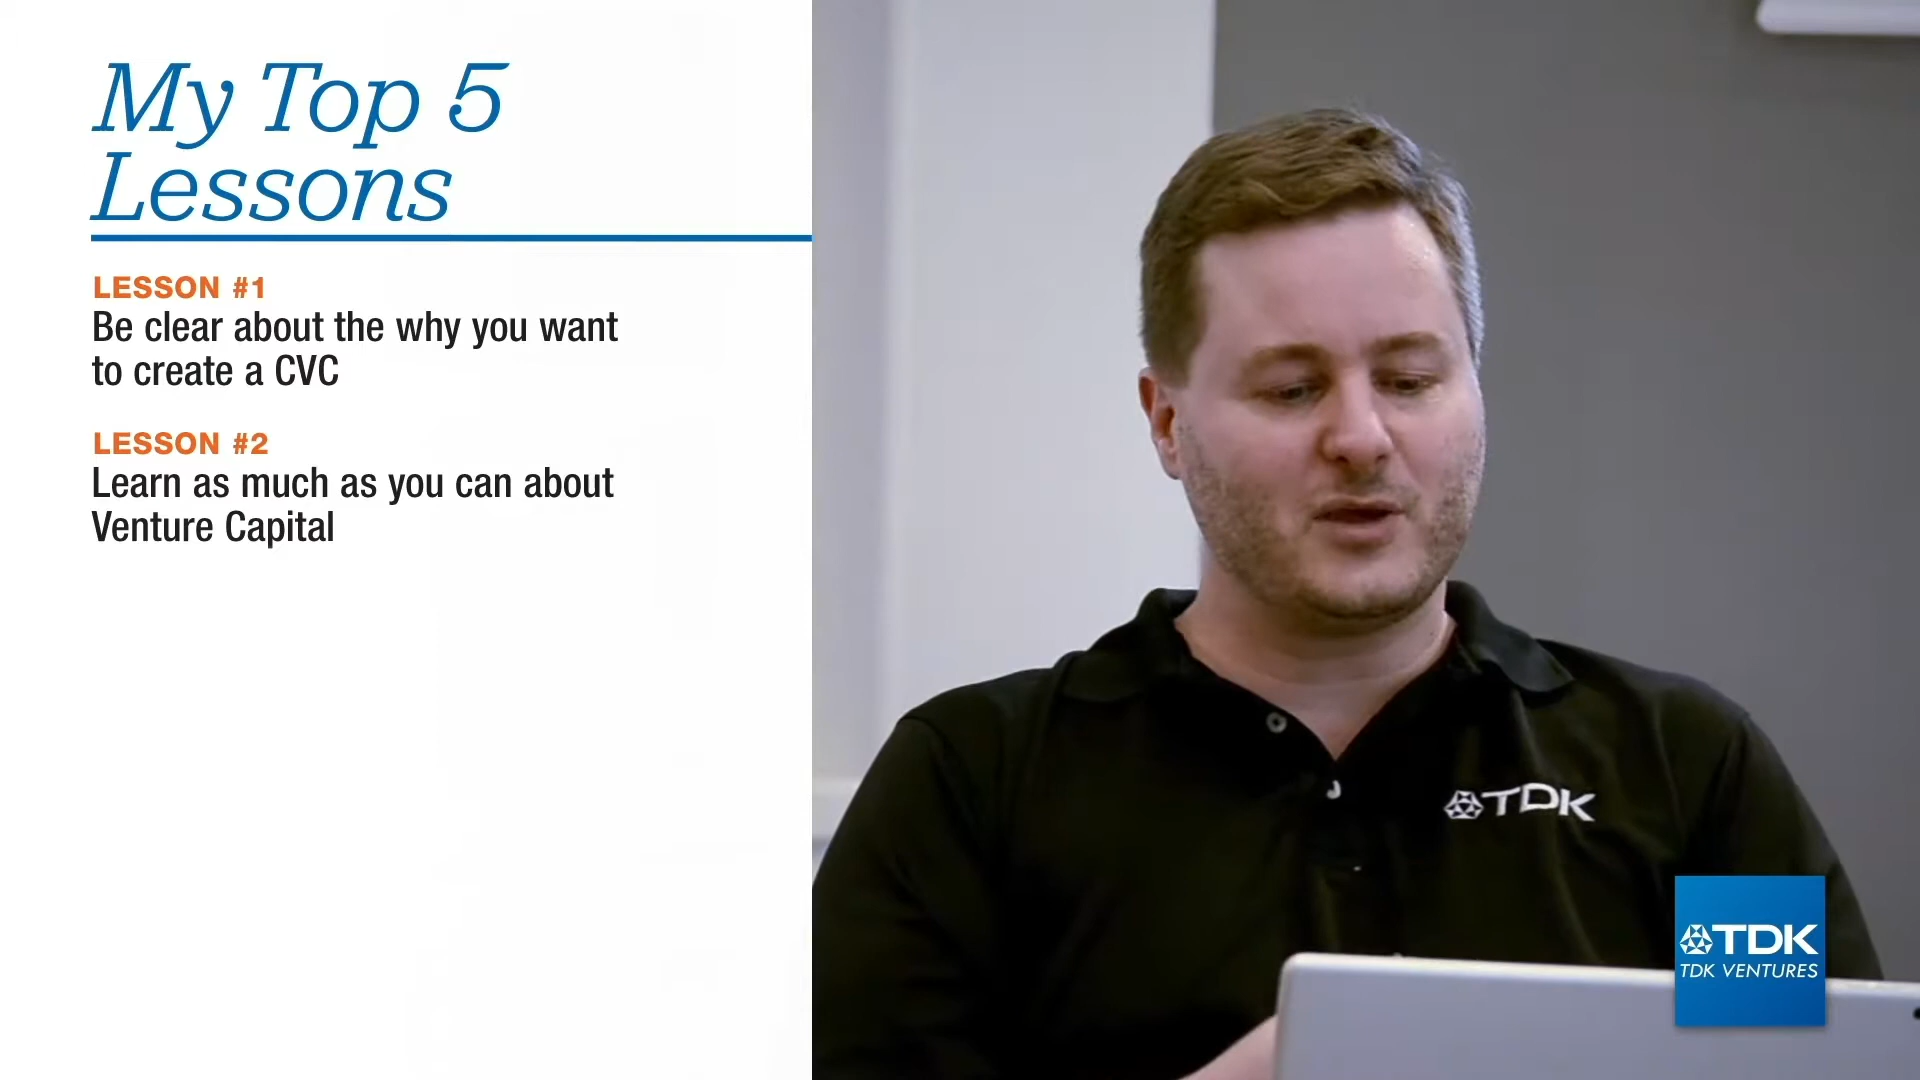 My Top 5
Lessons
LESSON #1
Be clear about the why you want
to create a CVC
LESSON #2
Learn as much as you can about
Venture Capital
TDK
TDK
TDK VENTURES